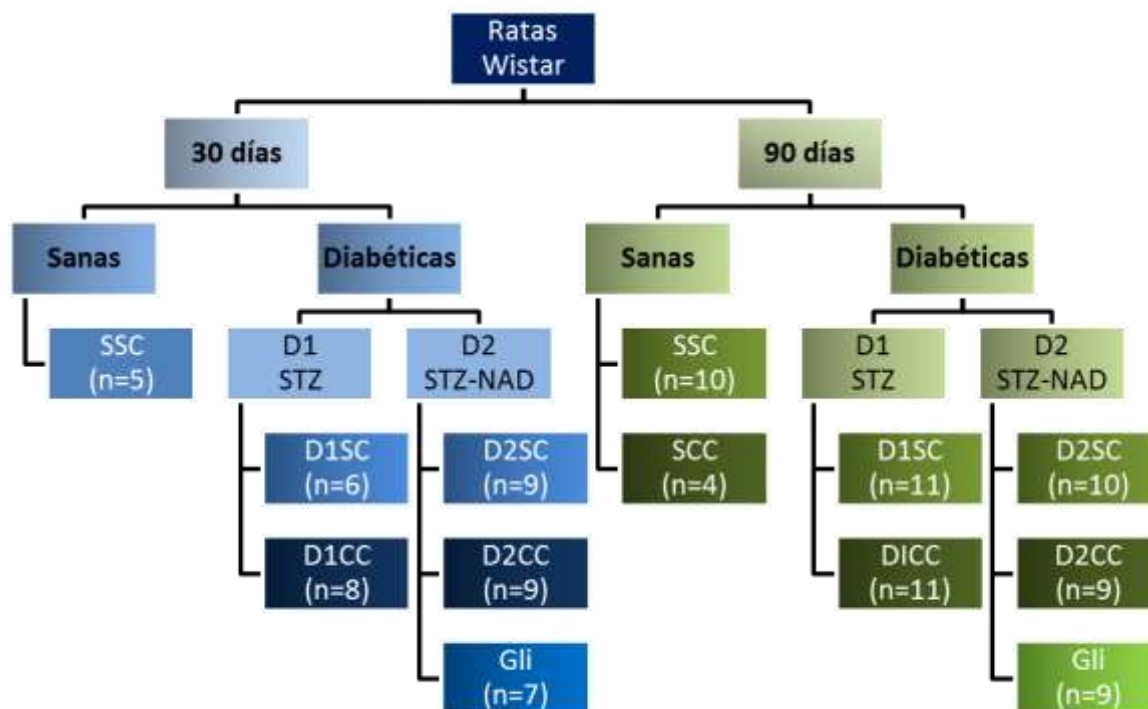 Ratas
Wistar
30 días
90 días
Sanas
Diabéticas
Sanas
Diabéticas
SSC
(n=5)
D1
STZ
D2
STZ-NAD
SSC
(n=10)
D1
STZ
D2
STZ-NAD
D1SC
(n=6)
D2SC
(n=9)
SCC
(n=4)
D1SC
(n=11)
D2SC
(n=10)
D1CC
(n=8)
D2CC
(n=9)
DICC
(n=11)
D2CC
(n=9)
Gli
(n=7)
Gli
(n=9)